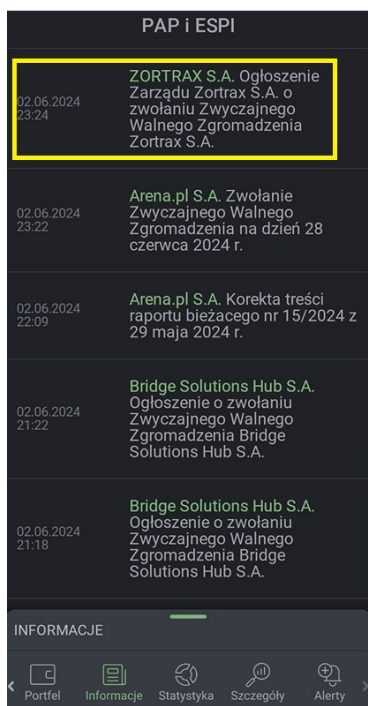 PAP i ESPI
02.06.2024
23:24
ZORTRAX S.A. Ogłoszenie
Zarządu Zortrax S.A. o
zwołaniu Zwyczajnego
Walnego Zgromadzenia
Zortrax S.A.
02.06.2024
23:22
Arena.pl S.A. Zwołanie
Zwyczajnego Walnego
Zgromadzenia na dzień 28
czerwca 2024 r.
02.06.2024
22:09
Arena.pl S.A. Korekta treści
raportu bieżacego nr 15/2024 z
29 maja 2024 r.
02.06.2024
21:22
Bridge Solutions Hub S.A.
Ogłoszenie o zwołaniu
Zwyczajnego Walnego
Zgromadzenia Bridge
Solutions Hub S.A.
02.06.2024
21:18
Bridge Solutions Hub S.A.
Ogłoszenie o zwołaniu
Zwyczajnego Walnego
Zgromadzenia Bridge
Solutions Hub S.A.
INFORMACJE
Portfel Informacje Statystyka Szczegóły Alerty